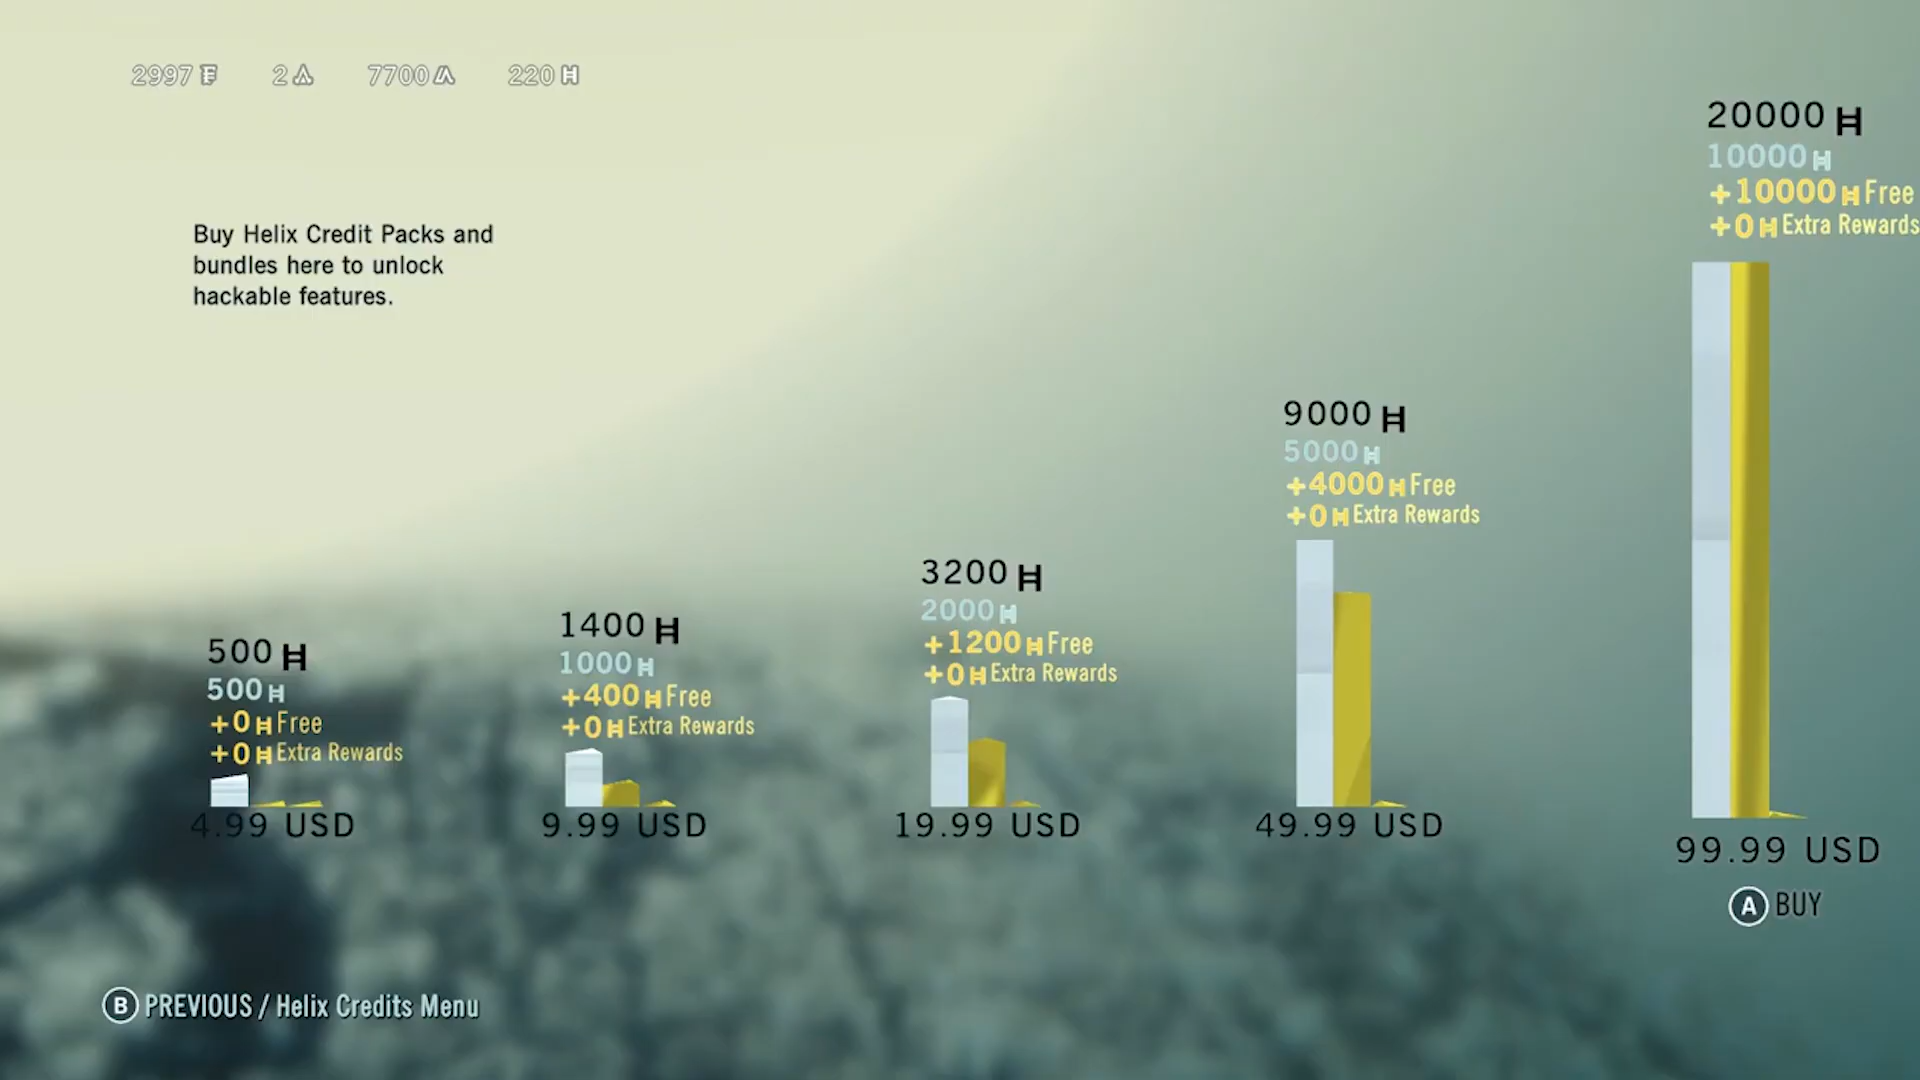 2997 2 7700 220 H
Buy Helix Credit Packs and
bundles here to unlock
hackable features.
500 H
500 H
+0 H Free
+0 H Extra Rewards
4.99 USD
1400 H
1000 H
+400 H Free
+0 H Extra Rewards
9.99 USD
3200 H
2000 H
+1200 H Free
+0 H Extra Rewards
19.99 USD
9000 H
5000 H
+4000 H Free
+0 H Extra Rewards
49.99 USD
20000 H
10000 H
+10000 H Free
+0 H Extra Rewards
99.99 USD
A BUY
B PREVIOUS / Helix Credits Menu